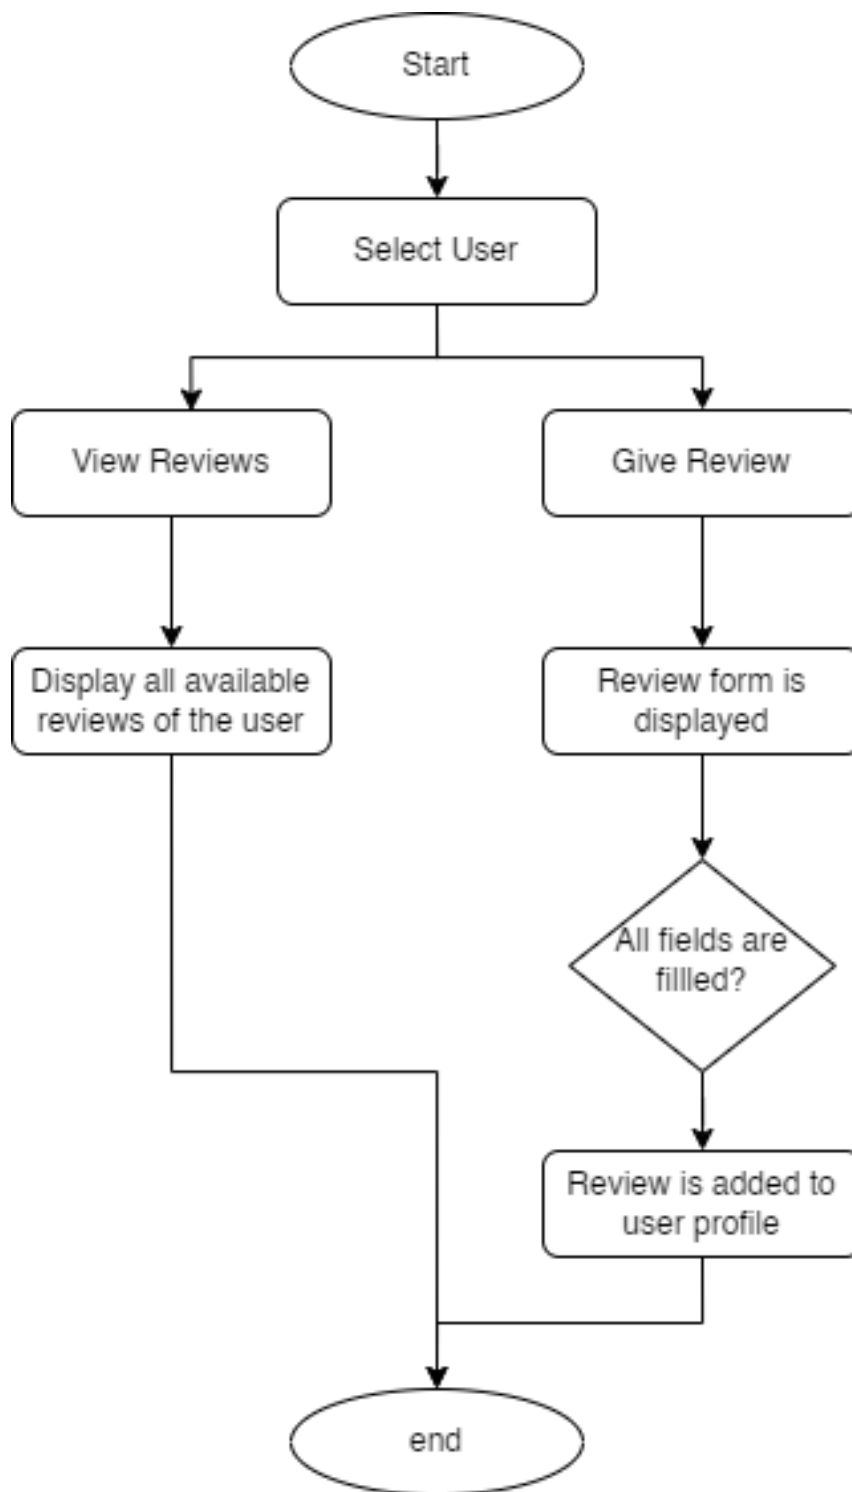 Start
Select User
View Reviews
Give Review
Display all available
reviews of the user
Review form is
displayed
All fields are
fillled?
Review is added to
user profile
end